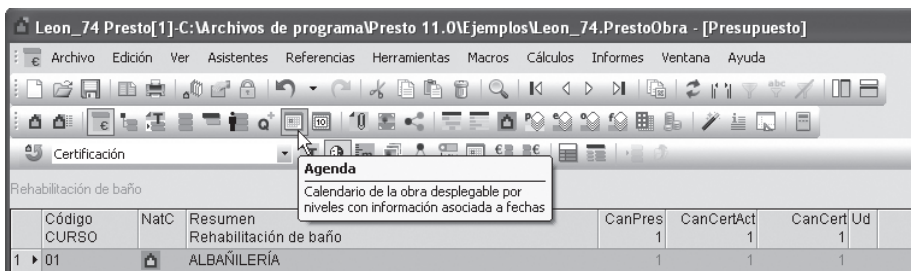 Leon_74 Presto[1]-C:\Archivos de programa\Presto 11.0\Ejemplos\Leon_74.PrestoObra - [Presupuesto]
Archivo Edición Ver Asistentes Referencias Herramientas Macros Cálculos Informes Ventana Ayuda
Certificación
Agenda
Calendario de la obra desplegable por
niveles con información asociada a fechas
Rehabilitación de baño
Código NatC Resumen CanPres CanCertAct CanCert Ud
CURSO Rehabilitación de baño 1 1 1
1 01 ALBAÑILERÍA 1 1 1